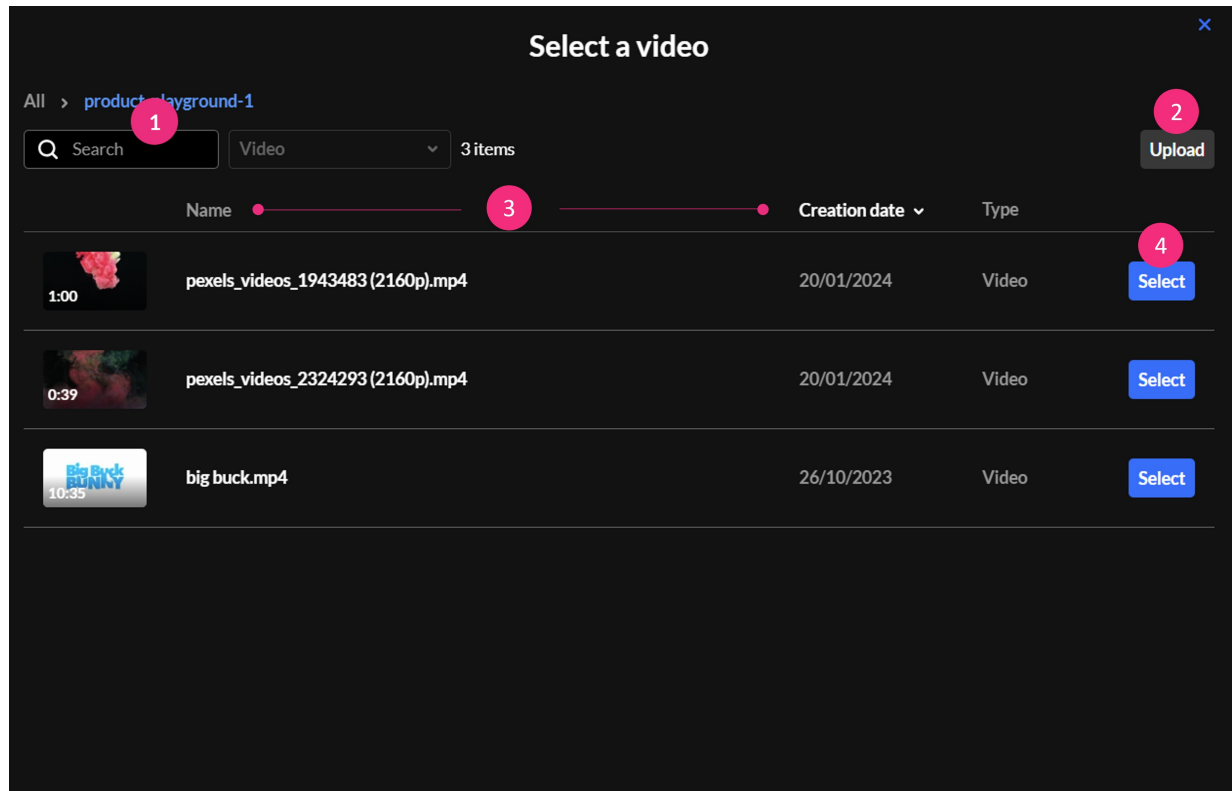 Select a video
All > product-playground-1
1
2
Search
Video
3 items
Upload
Name
3
Creation date
Type
4
1:00
pexels_videos_1943483 (2160p).mp4
20/01/2024
Video
Select
0:39
pexels_videos_2324293 (2160p).mp4
20/01/2024
Video
Select
Big Buck
BUNNY
10:35
big buck.mp4
26/10/2023
Video
Select